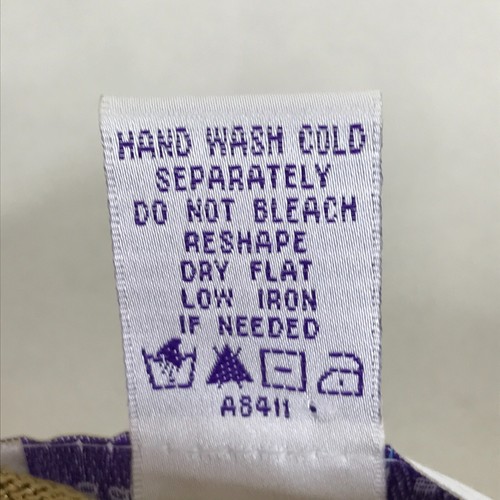 HAND WASH COLD
SEPARATELY
DO NOT BLEACH
RESHAPE
DRY FLAT
LOW IRON
IF NEEDED
A8411